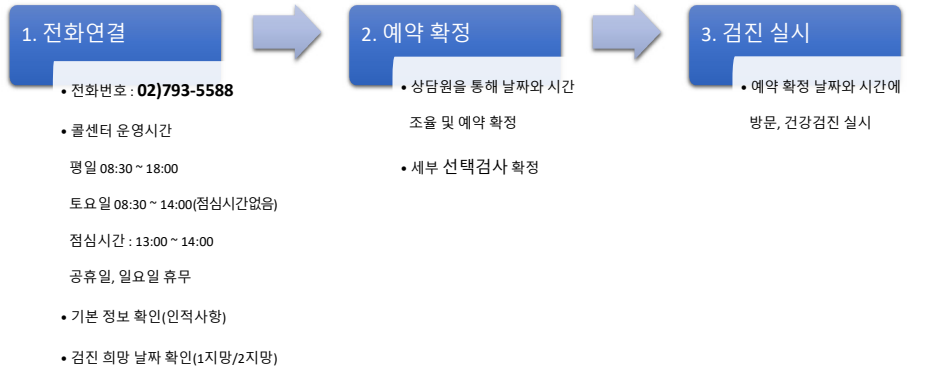 1. 전화연결
• 전화번호 : 02)793-5588
• 콜센터 운영시간
평일 08:30 ~ 18:00
토요일 08:30 ~ 14:00(점심시간없음)
점심시간 : 13:00 ~ 14:00
공휴일, 일요일 휴무
• 기본 정보 확인(인적사항)
• 검진 희망 날짜 확인(1지망/2지망)
2. 예약 확정
• 상담원을 통해 날짜와 시간
조율 및 예약 확정
• 세부 선택검사 확정
3. 검진 실시
• 예약 확정 날짜와 시간에
방문, 건강검진 실시